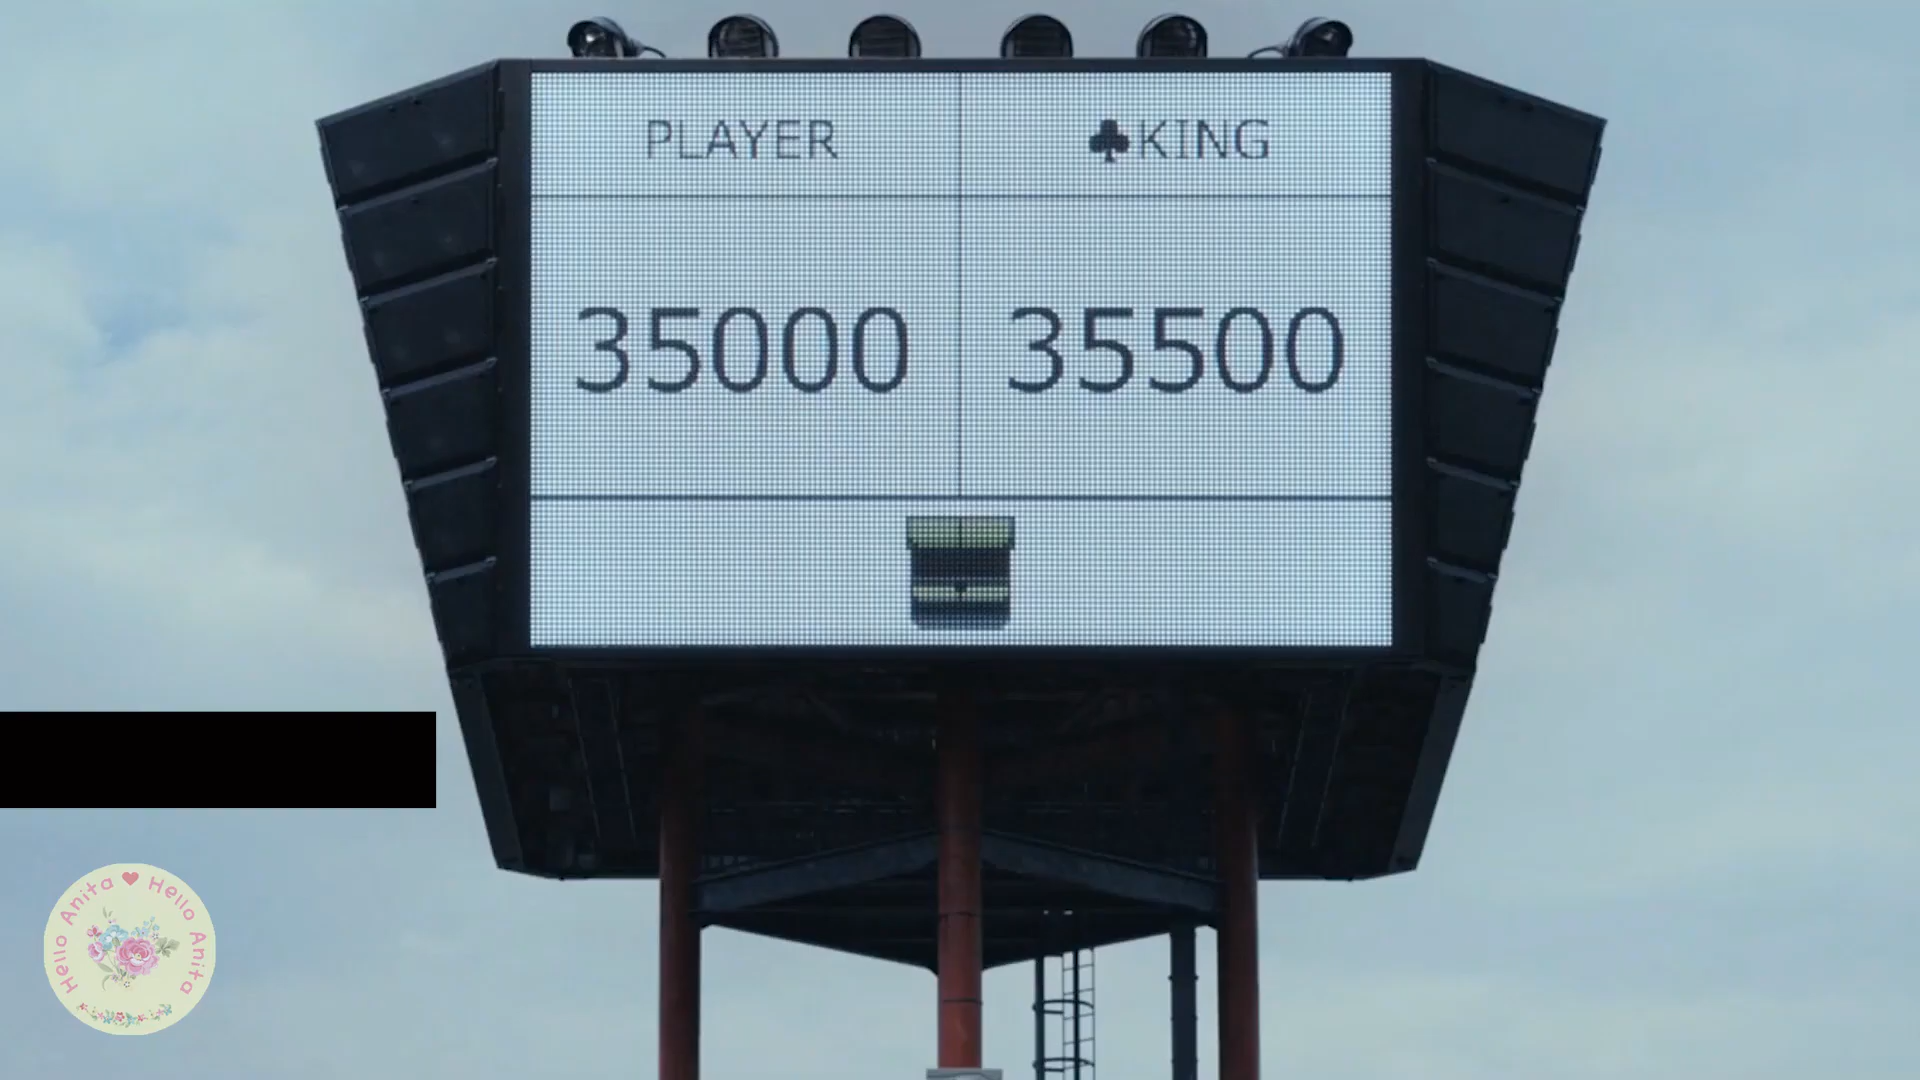 PLAYER
♣KING
35000
35500
Hello Anita ♥ Hello Anita